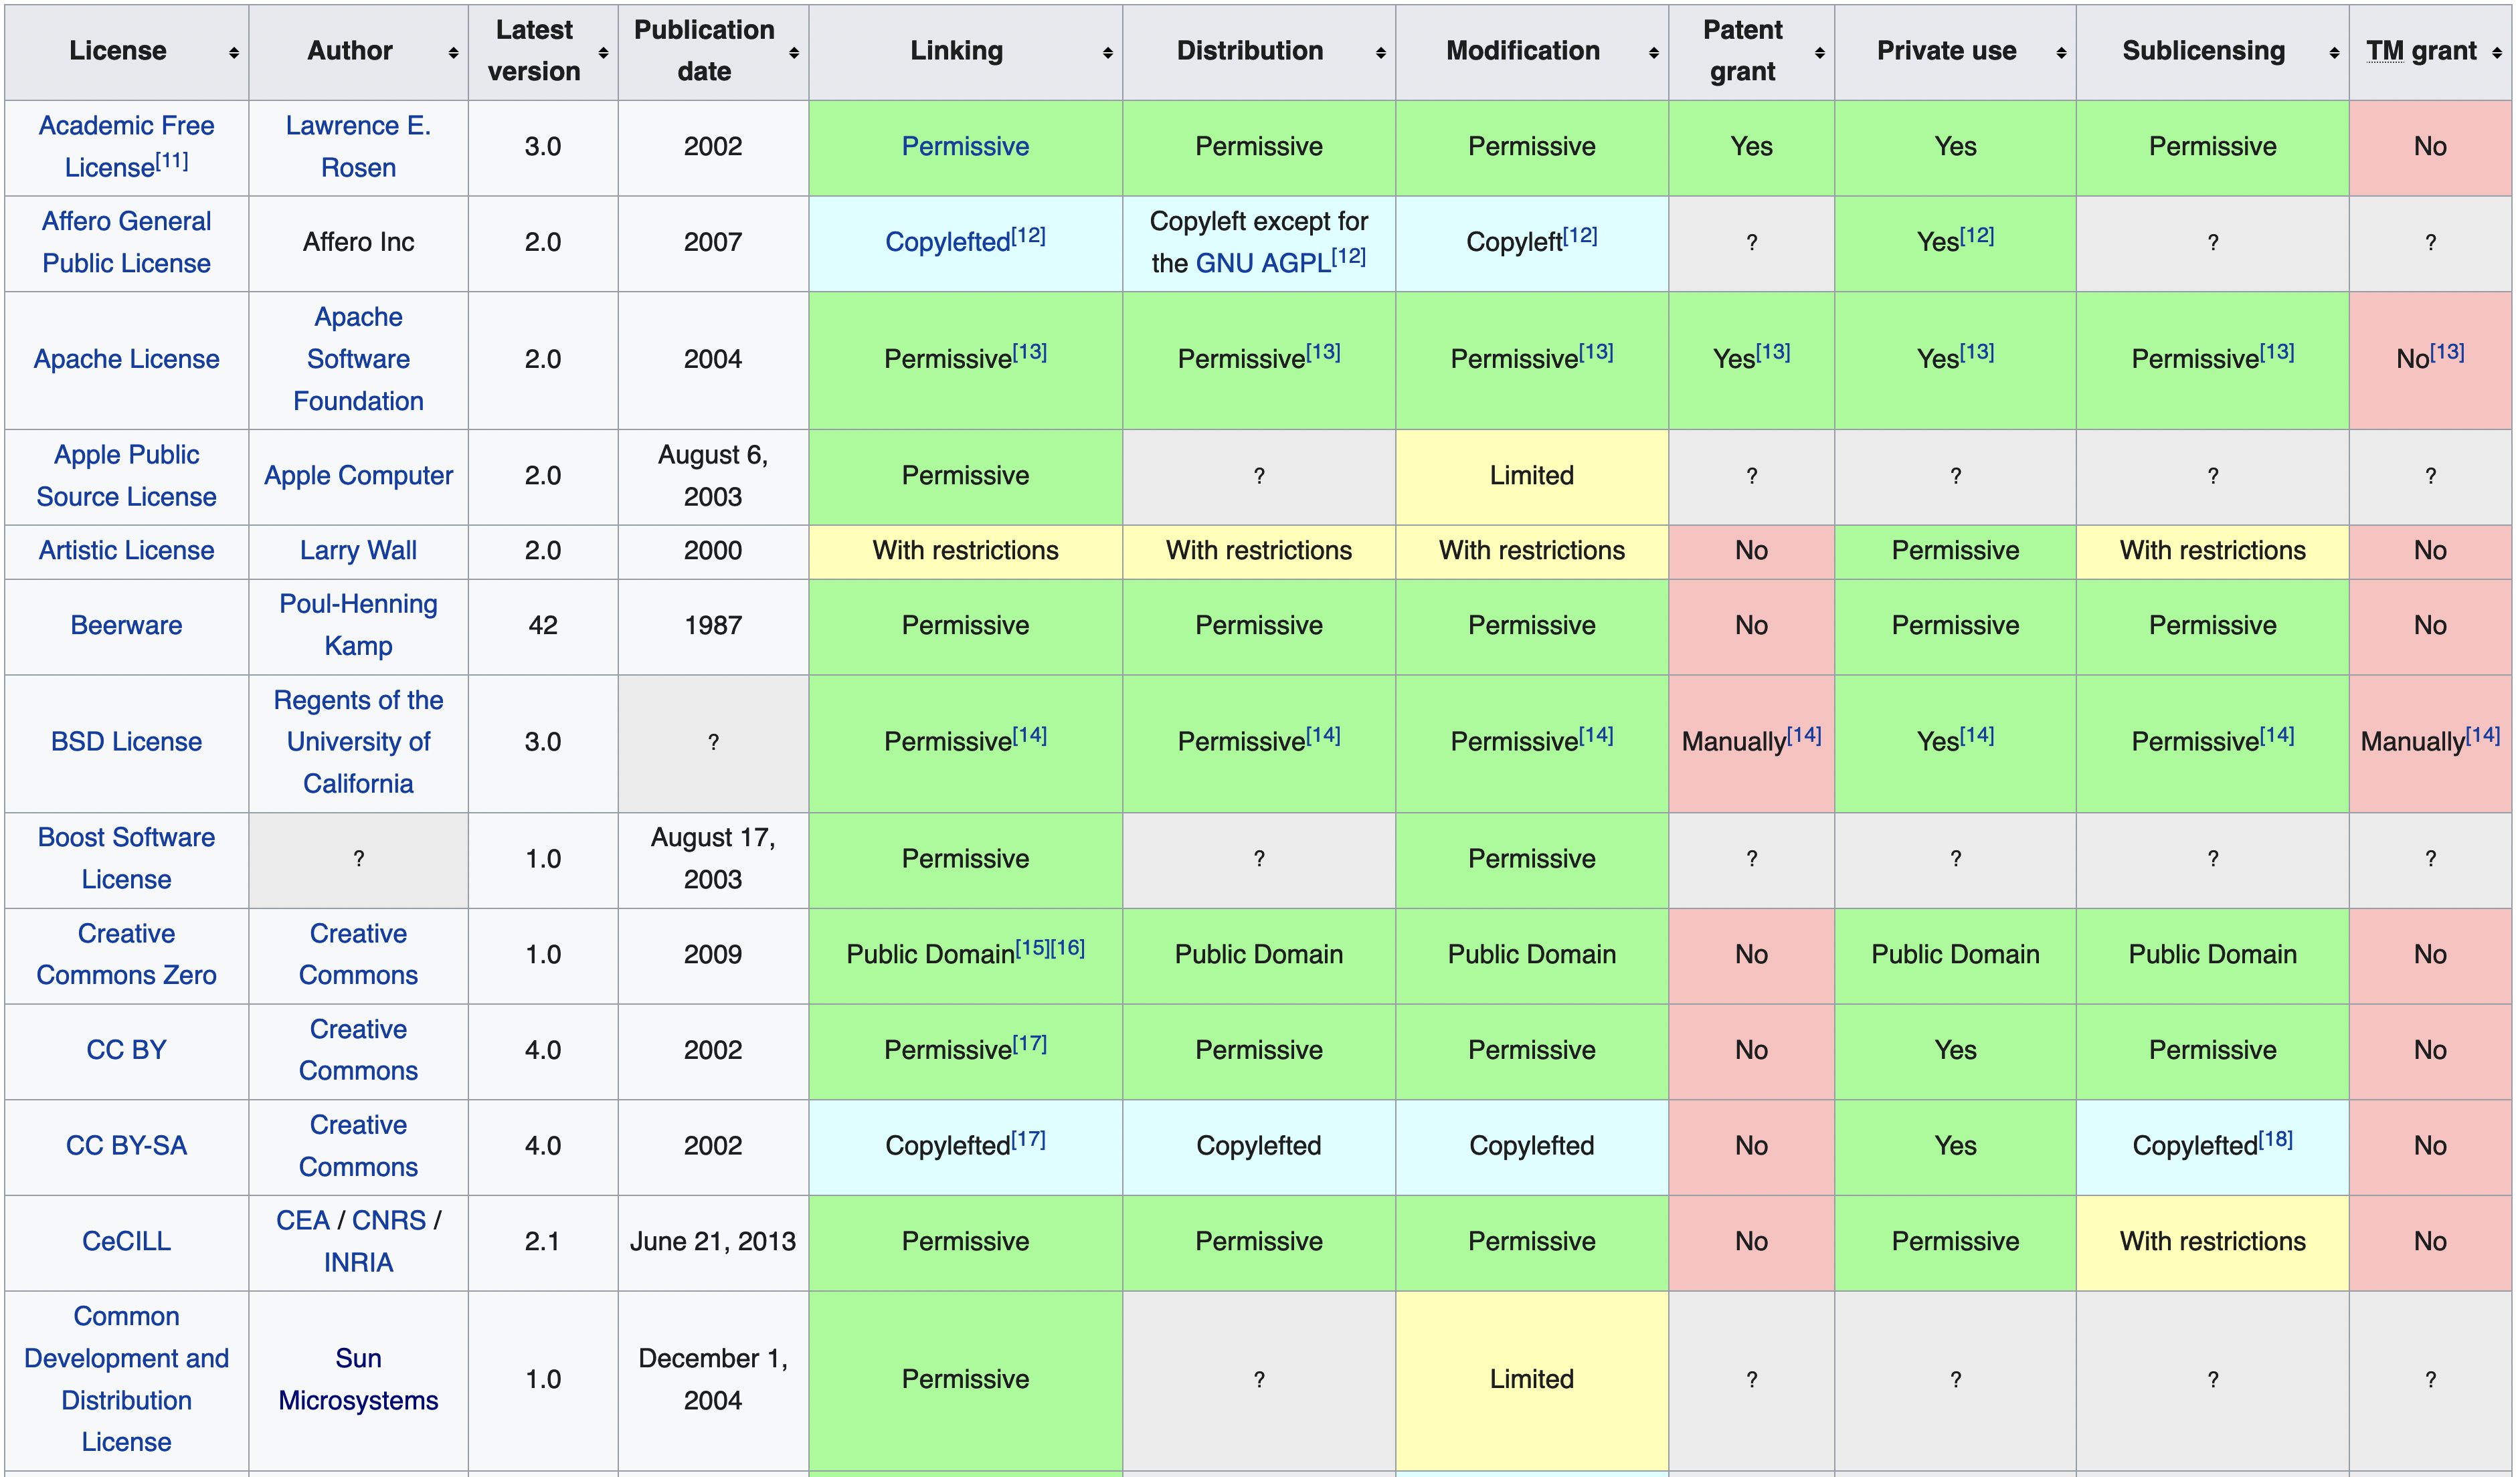 License Author Latest version Publication date Linking Distribution Modification Patent grant Private use Sublicensing TM grant
Academic Free License[11] Lawrence E. Rosen 3.0 2002 Permissive Permissive Permissive Yes Yes Permissive No
Affero General Public License Affero Inc 2.0 2007 Copylefted[12] Copyleft except for the GNU AGPL[12] Copyleft[12] ? Yes[12] ? ?
Apache License Apache Software Foundation 2.0 2004 Permissive[13] Permissive[13] Permissive[13] Yes[13] Yes[13] Permissive[13] No[13]
Apple Public Source License Apple Computer 2.0 August 6, 2003 Permissive ? Limited ? ? ? ?
Artistic License Larry Wall 2.0 2000 With restrictions With restrictions With restrictions No Permissive With restrictions No
Beerware Poul-Henning Kamp 42 1987 Permissive Permissive Permissive No Permissive Permissive No
BSD License Regents of the University of California 3.0 ? Permissive[14] Permissive[14] Permissive[14] Manually[14] Yes[14] Permissive[14] Manually[14]
Boost Software License ? 1.0 August 17, 2003 Permissive ? Permissive ? ? ? ?
Creative Commons Zero Creative Commons 1.0 2009 Public Domain[15][16] Public Domain Public Domain No Public Domain Public Domain No
CC BY Creative Commons 4.0 2002 Permissive[17] Permissive Permissive No Yes Permissive No
CC BY-SA Creative Commons 4.0 2002 Copylefted[17] Copylefted Copylefted No Yes Copylefted[18] No
CeCILL CEA / CNRS / INRIA 2.1 June 21, 2013 Permissive Permissive Permissive No Permissive With restrictions No
Common Development and Distribution License Sun Microsystems 1.0 December 1, 2004 Permissive ? Limited ? ? ? ?